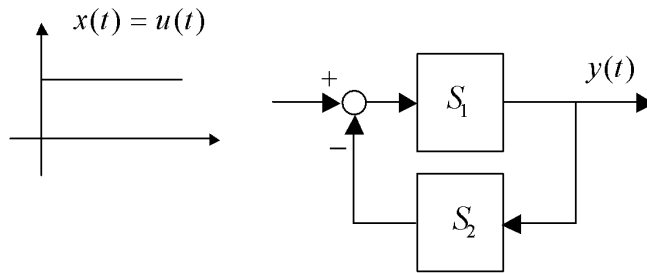 x(t) = u(t)
y(t)
+
S₁
−
S₂